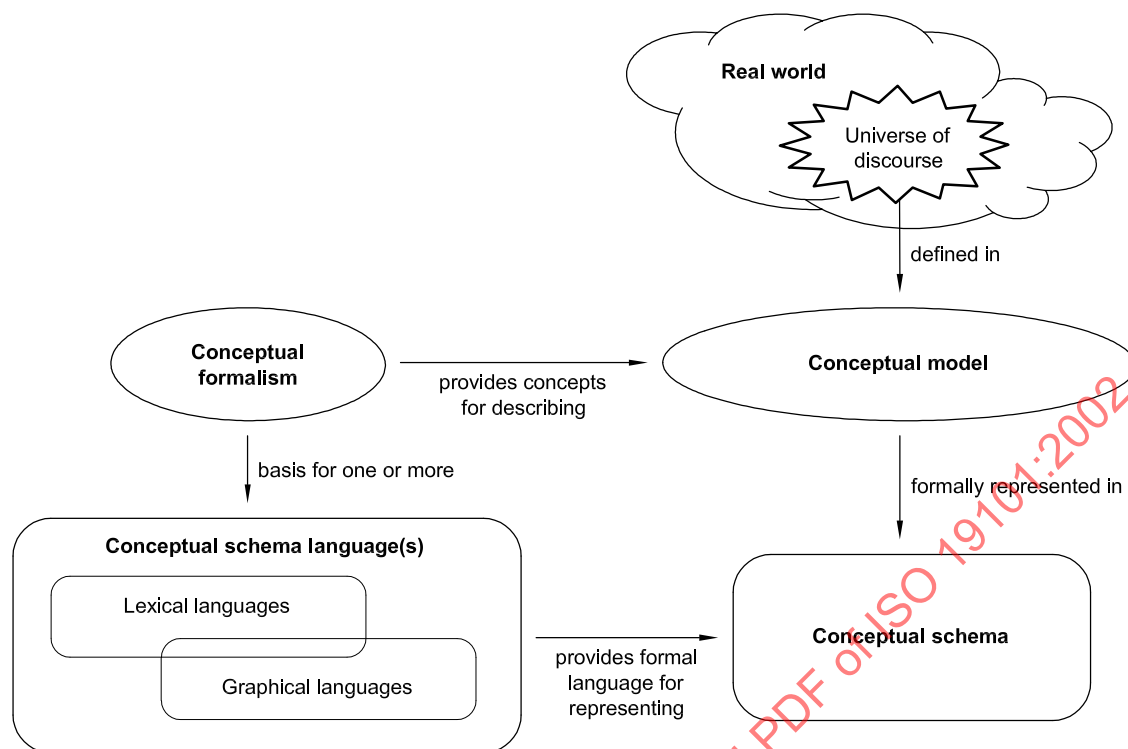 Real world
Universe of
discourse
defined in
Conceptual
formalism
provides concepts
for describing
Conceptual model
basis for one or more
formally represented in
Conceptual schema language(s)
Lexical languages
Graphical languages
provides formal
language for
representing
Conceptual schema
PDF of ISO 19101:2002